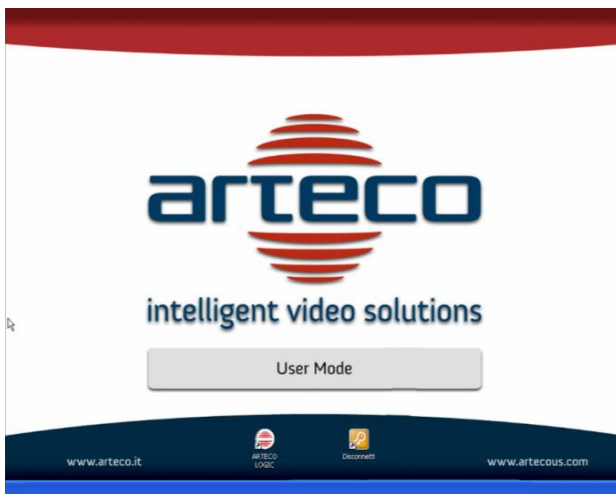 arteco
intelligent video solutions
User Mode
www.arteco.it
ARTECO
LOGIC
Disconnetti
www.artecous.com